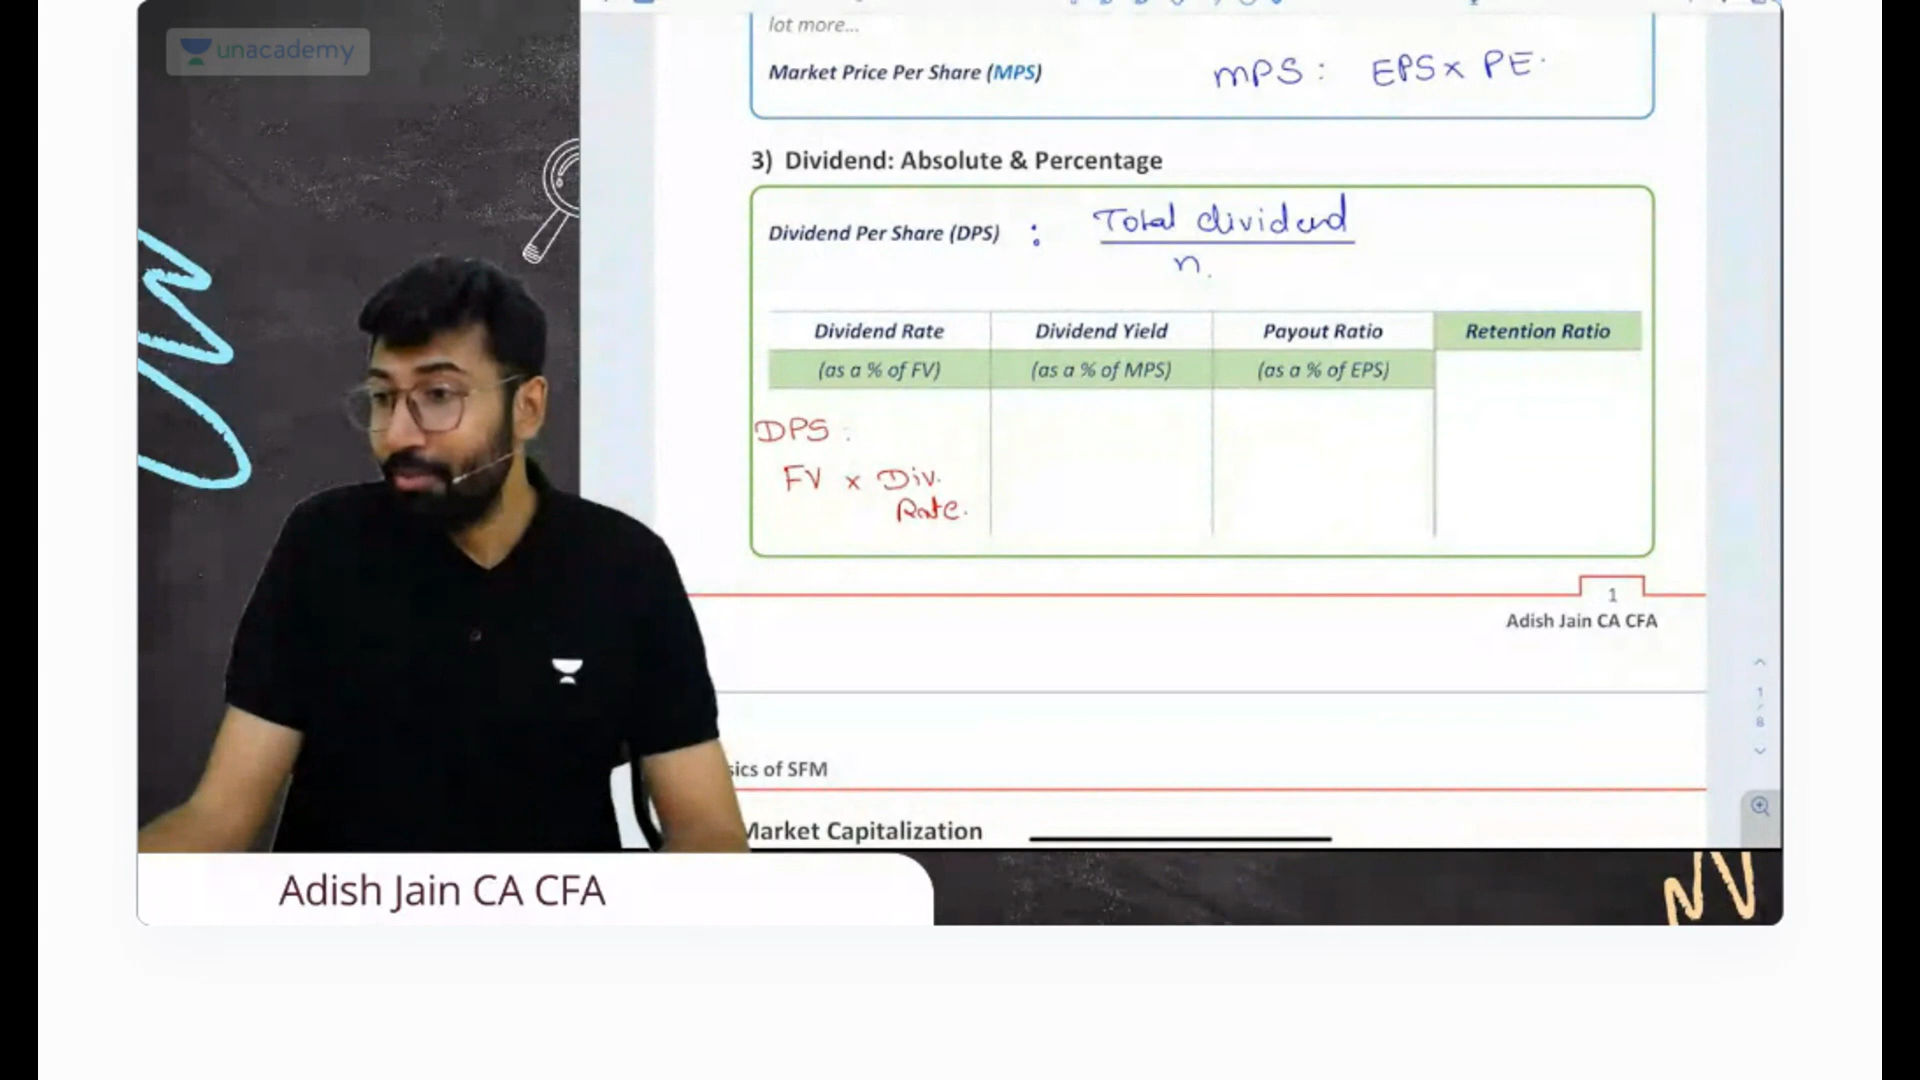 unacademy
lot more...
Market Price Per Share (MPS) MPS : EPS x PE.
3) Dividend: Absolute & Percentage
Dividend Per Share (DPS) : Total dividend
n.
Dividend Rate Dividend Yield Payout Ratio Retention Ratio
(as a % of FV) (as a % of MPS) (as a % of EPS)
DPS :
FV x Div.
Rate.
1
Adish Jain CA CFA
1
/
8
sics of SFM
Market Capitalization
Adish Jain CA CFA